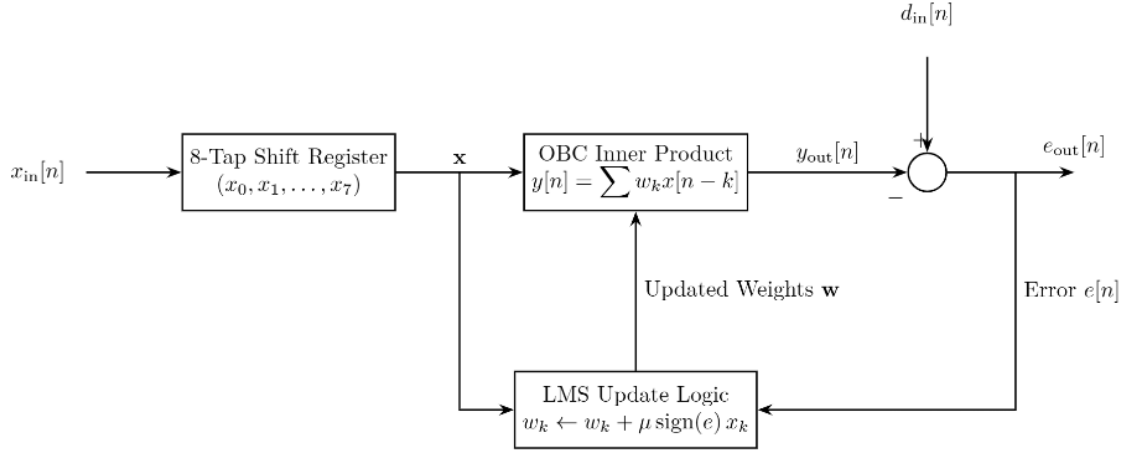 d_in[n]
x_in[n]
8-Tap Shift Register
(x_0, x_1, . . . , x_7)
x
OBC Inner Product
y[n] = ∑ w_k x[n − k]
y_out[n]
+
−
e_out[n]
Updated Weights w
Error e[n]
LMS Update Logic
w_k ← w_k + μ sign(e) x_k